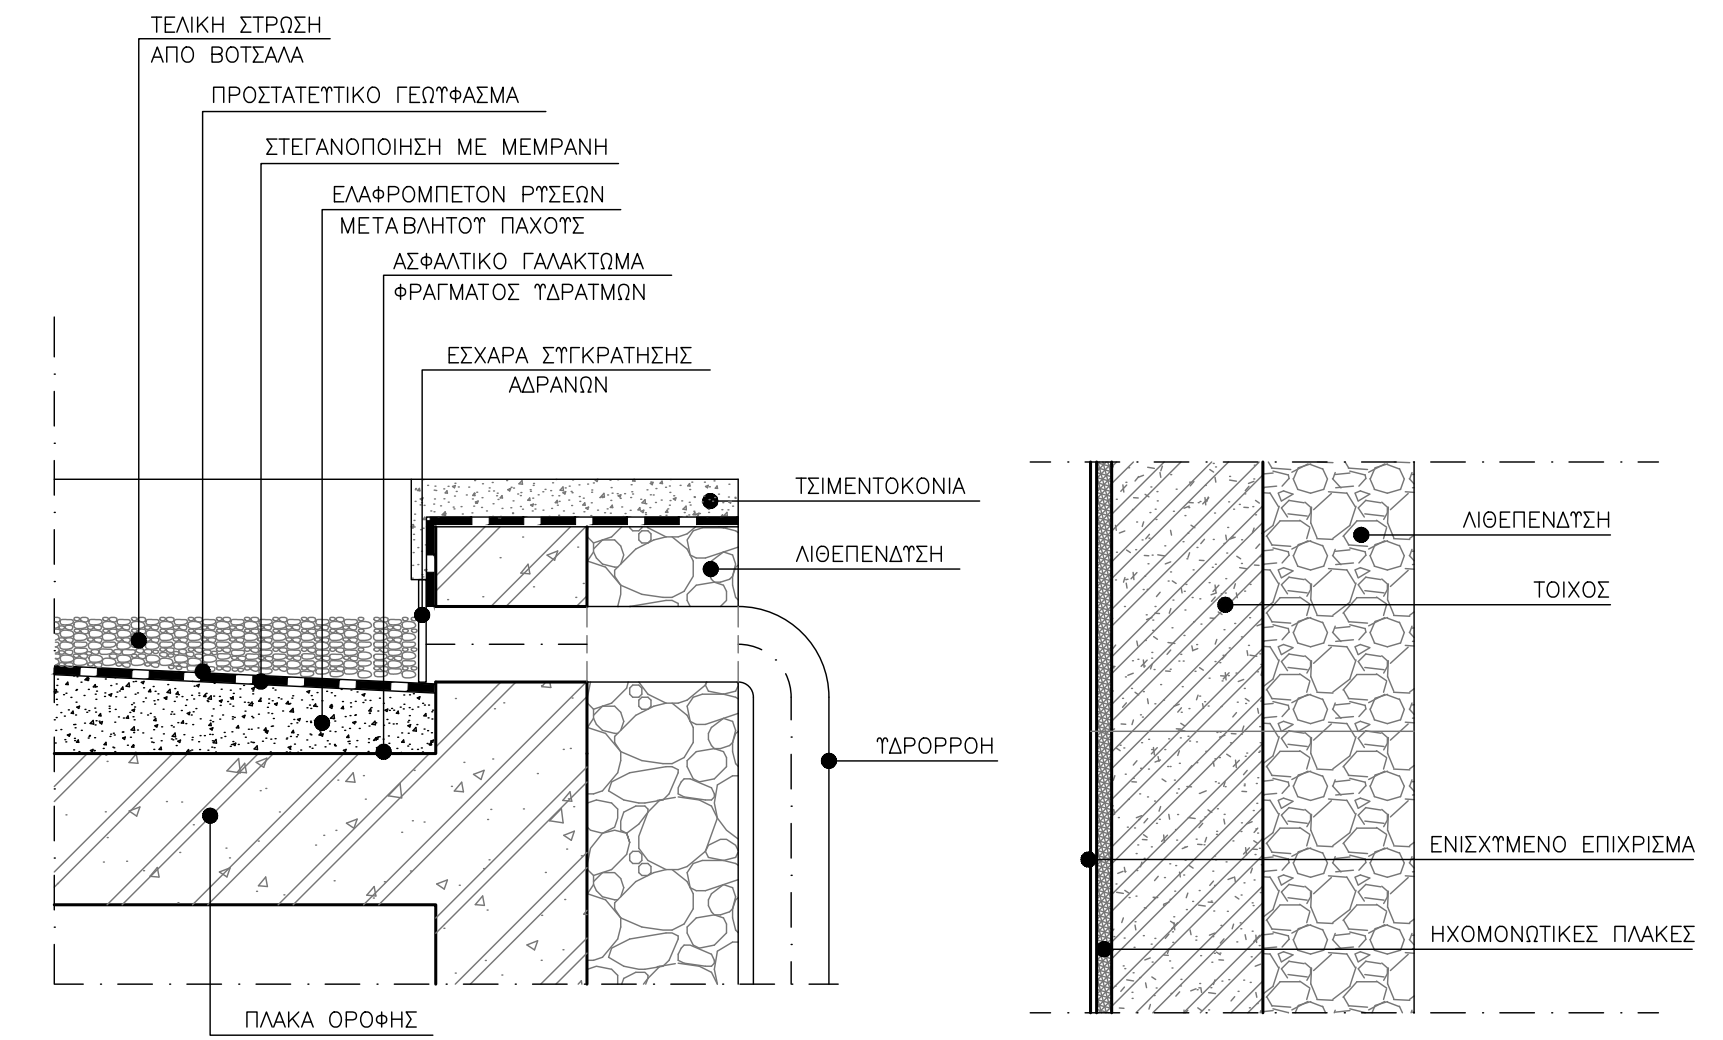 ΤΕΛΙΚΗ ΣΤΡΩΣΗ
ΑΠΟ ΒΟΤΣΑΛΑ
ΠΡΟΣΤΑΤΕΥΤΙΚΟ ΓΕΩΥΦΑΣΜΑ
ΣΤΕΓΑΝΟΠΟΙΗΣΗ ΜΕ ΜΕΜΡΑΝΗ
ΕΛΑΦΡΟΜΠΕΤΟΝ ΡΥΣΕΩΝ
ΜΕΤΑΒΛΗΤΟΥ ΠΑΧΟΥΣ
ΑΣΦΑΛΤΙΚΟ ΓΑΛΑΚΤΩΜΑ
ΦΡΑΓΜΑΤΟΣ ΥΔΡΑΤΜΩΝ
ΕΣΧΑΡΑ ΣΥΓΚΡΑΤΗΣΗΣ
ΑΔΡΑΝΩΝ
ΤΣΙΜΕΝΤΟΚΟΝΙΑ
ΛΙΘΕΠΕΝΔΥΣΗ
ΥΔΡΟΡΡΟΗ
ΠΛΑΚΑ ΟΡΟΦΗΣ
ΛΙΘΕΠΕΝΔΥΣΗ
ΤΟΙΧΟΣ
ΕΝΙΣΧΥΜΕΝΟ ΕΠΙΧΡΙΣΜΑ
ΗΧΟΜΟΝΩΤΙΚΕΣ ΠΛΑΚΕΣ